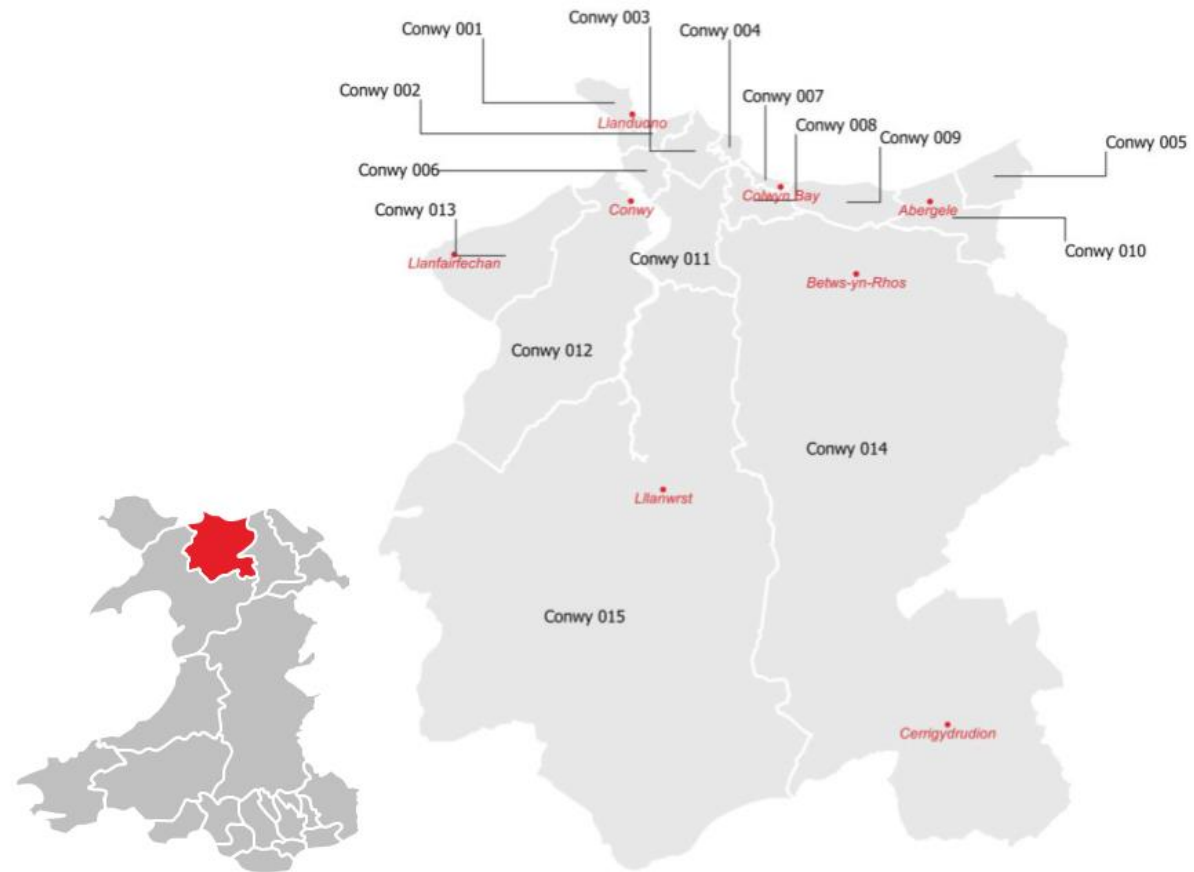 Conwy 003
Conwy 001
Conwy 004
Conwy 002
Conwy 007
Llanduono
Conwy 008
Conwy 009
Conwy 005
Conwy 006
Colwyn Bay
Conwy 013
Conwy
Abergele
Llanfairfechan
Conwy 011
Conwy 010
Betws-yn-Rhos
Conwy 012
Conwy 014
Lllanwrst
Conwy 015
Cerrigydrudion